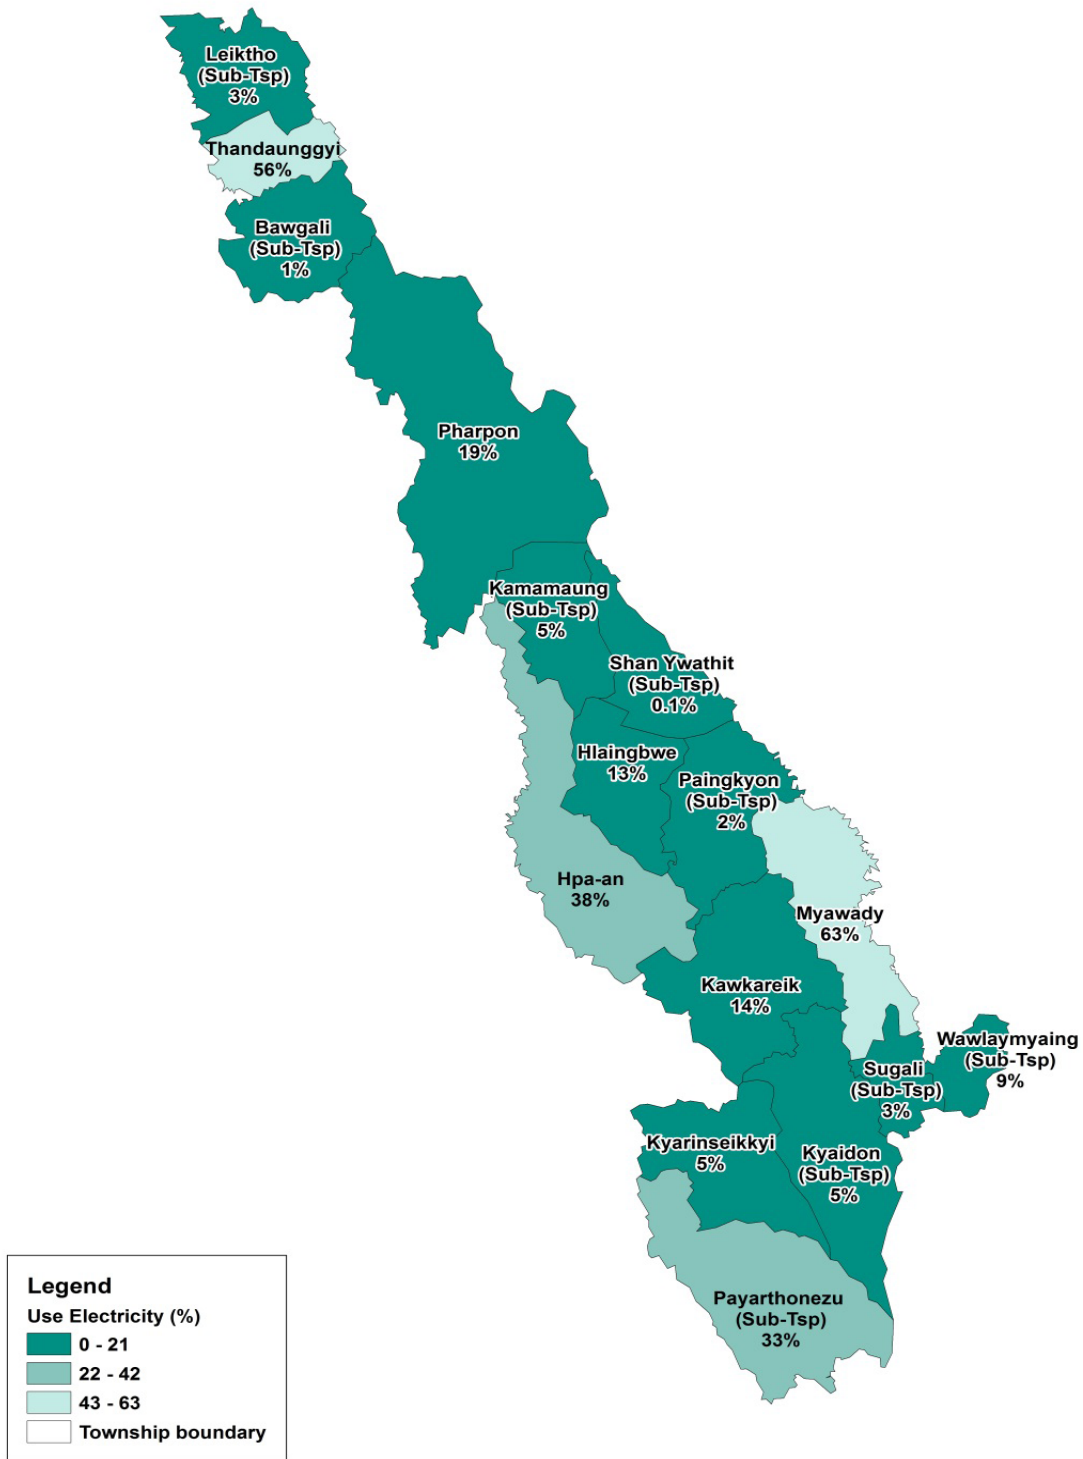 Leiktho
(Sub-Tsp)
3%
Thandaunggyi
56%
Bawgali
(Sub-Tsp)
1%
Pharpon
19%
Kamamaung
(Sub-Tsp)
5%
Shan Ywathit
(Sub-Tsp)
0.1%
Hlaingbwe
13%
Paingkyon
(Sub-Tsp)
2%
Hpa-an
38%
Myawady
63%
Kawkareik
14%
Wawlaymyaing
(Sub-Tsp)
9%
Sugali
(Sub-Tsp)
3%
Kyarinseikkyi
5%
Kyaidon
(Sub-Tsp)
5%
Payarthonezu
(Sub-Tsp)
33%
Legend
Use Electricity (%)
0 - 21
22 - 42
43 - 63
Township boundary